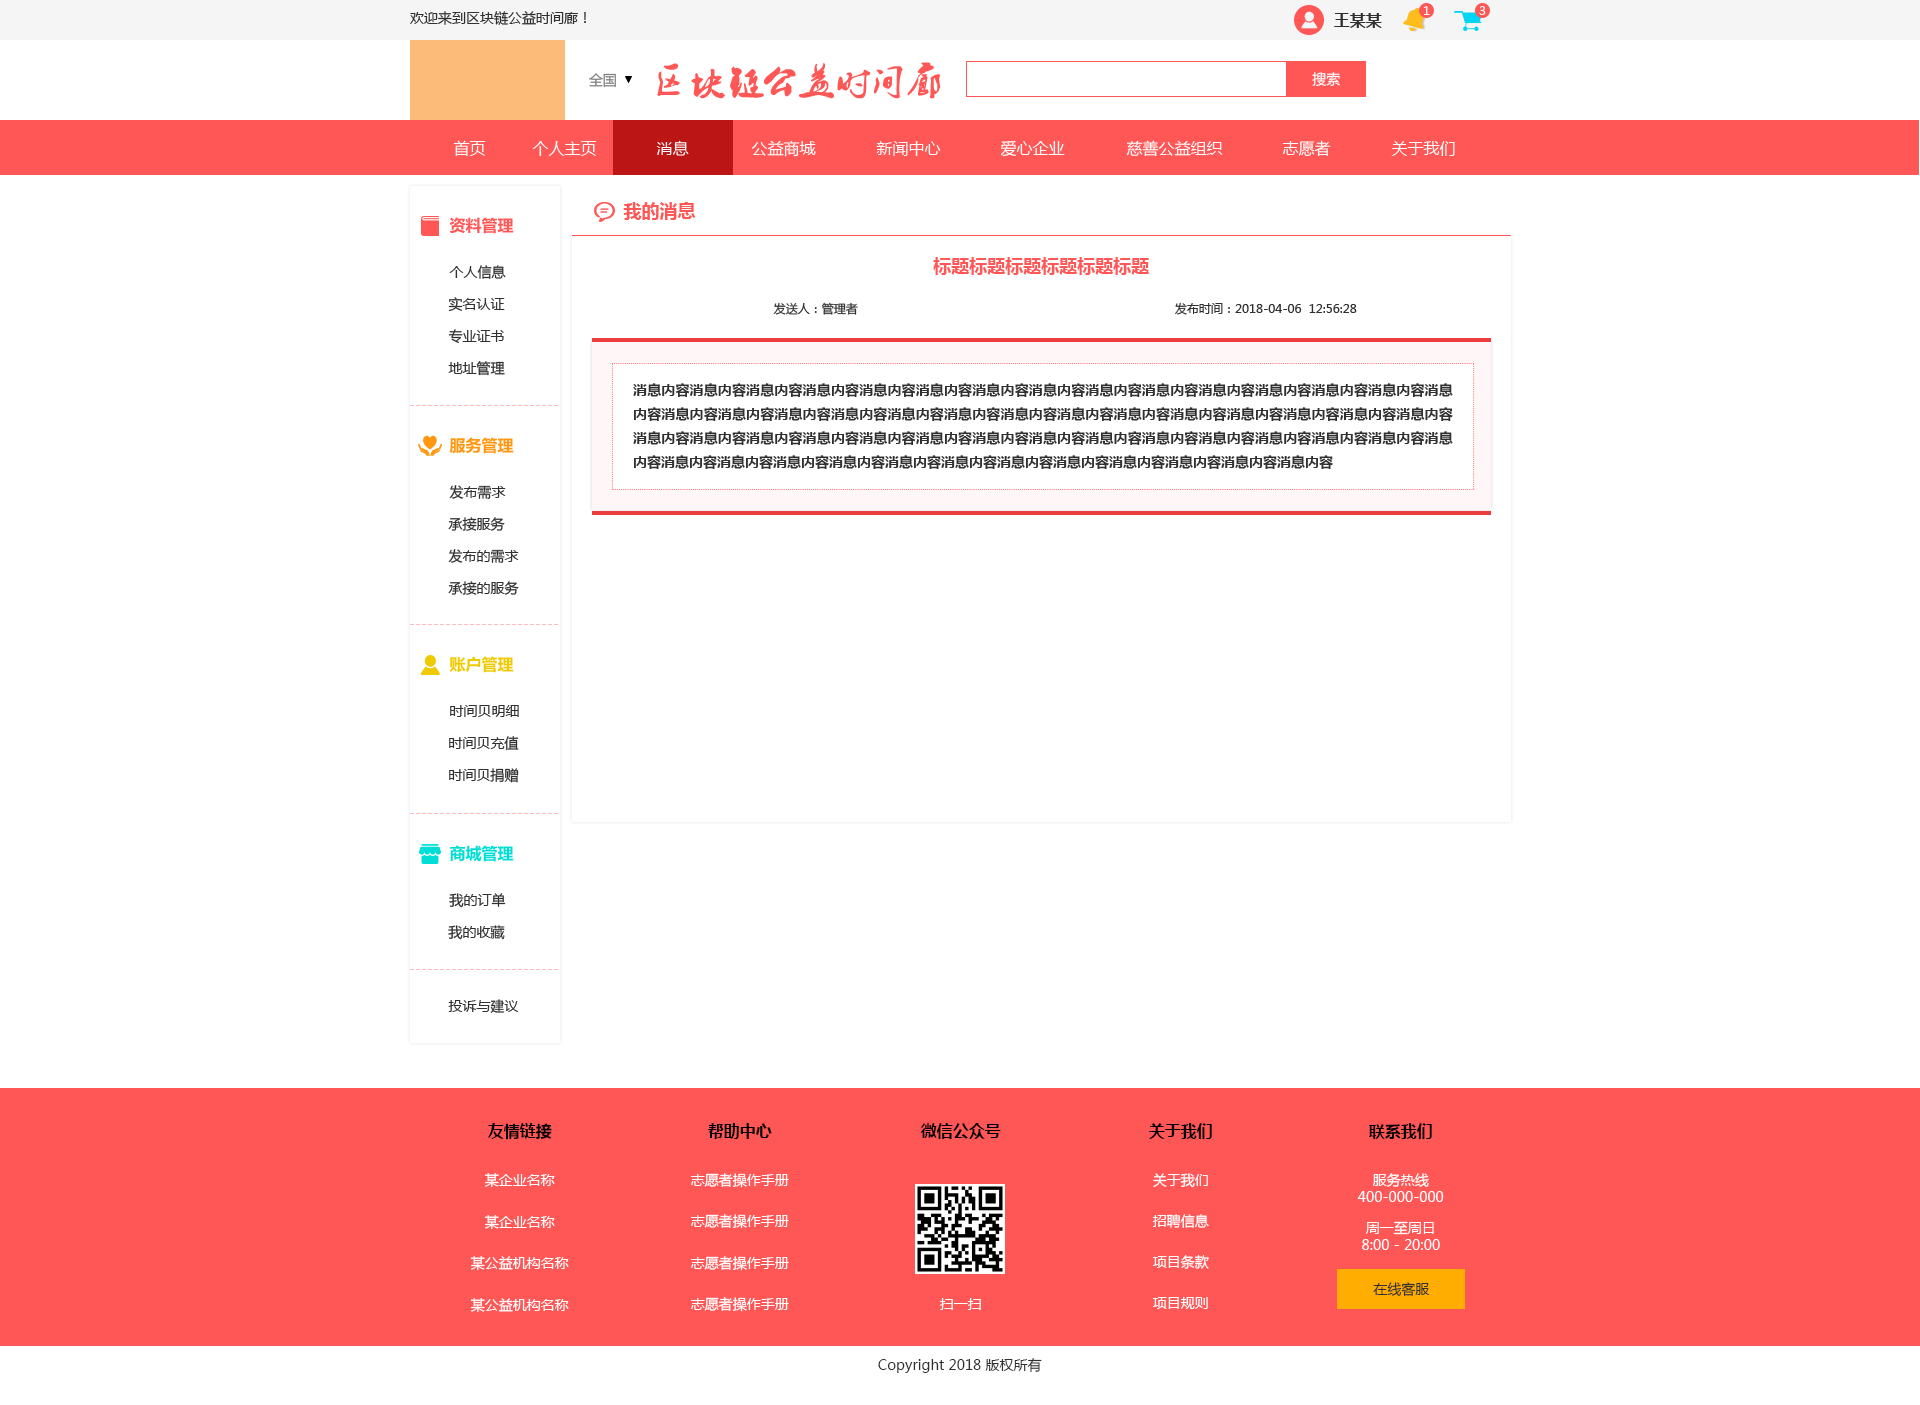 欢迎来到区块链公益时间廊！
王某某
1
3
全国 ▼
区块链公益时间廊
搜索
首页 个人主页 消息 公益商城 新闻中心 爱心企业 慈善公益组织 志愿者 关于我们
资料管理
个人信息
实名认证
专业证书
地址管理
服务管理
发布需求
承接服务
发布的需求
承接的服务
账户管理
时间贝明细
时间贝充值
时间贝捐赠
商城管理
我的订单
我的收藏
投诉与建议
我的消息
标题标题标题标题标题标题
发送人：管理者 发布时间：2018-04-06 12:56:28
消息内容消息内容消息内容消息内容消息内容消息内容消息内容消息内容消息内容消息内容消息内容消息内容消息内容消息内容消息
内容消息内容消息内容消息内容消息内容消息内容消息内容消息内容消息内容消息内容消息内容消息内容消息内容消息内容消息内容
消息内容消息内容消息内容消息内容消息内容消息内容消息内容消息内容消息内容消息内容消息内容消息内容消息内容消息内容消息
内容消息内容消息内容消息内容消息内容消息内容消息内容消息内容消息内容消息内容消息内容消息内容消息内容
友情链接
某企业名称
某企业名称
某公益机构名称
某公益机构名称
帮助中心
志愿者操作手册
志愿者操作手册
志愿者操作手册
志愿者操作手册
微信公众号
扫一扫
关于我们
关于我们
招聘信息
项目条款
项目规则
联系我们
服务热线
400-000-000
周一至周日
8:00 - 20:00
在线客服
Copyright 2018 版权所有